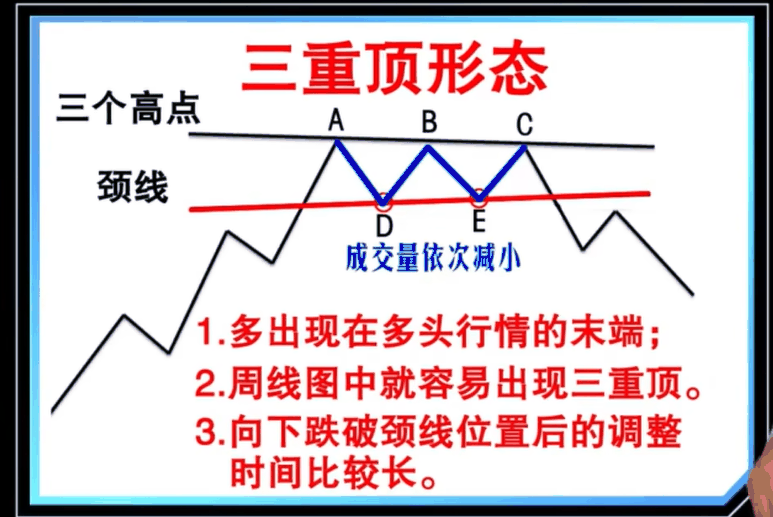 三重顶形态
三个高点
A
B
C
颈线
D
E
成交量依次减小
1.多出现在多头行情的末端；
2.周线图中就容易出现三重顶。
3.向下跌破颈线位置后的调整
时间比较长。